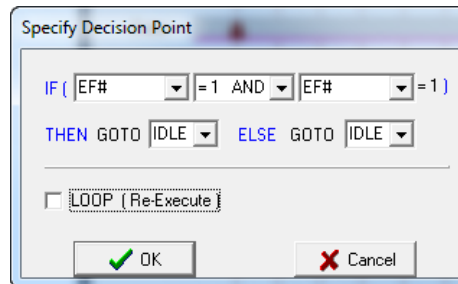 Specify Decision Point
IF ( EF# =1 AND EF# =1 )
THEN GOTO IDLE ELSE GOTO IDLE
LOOP ( Re-Execute )
OK Cancel